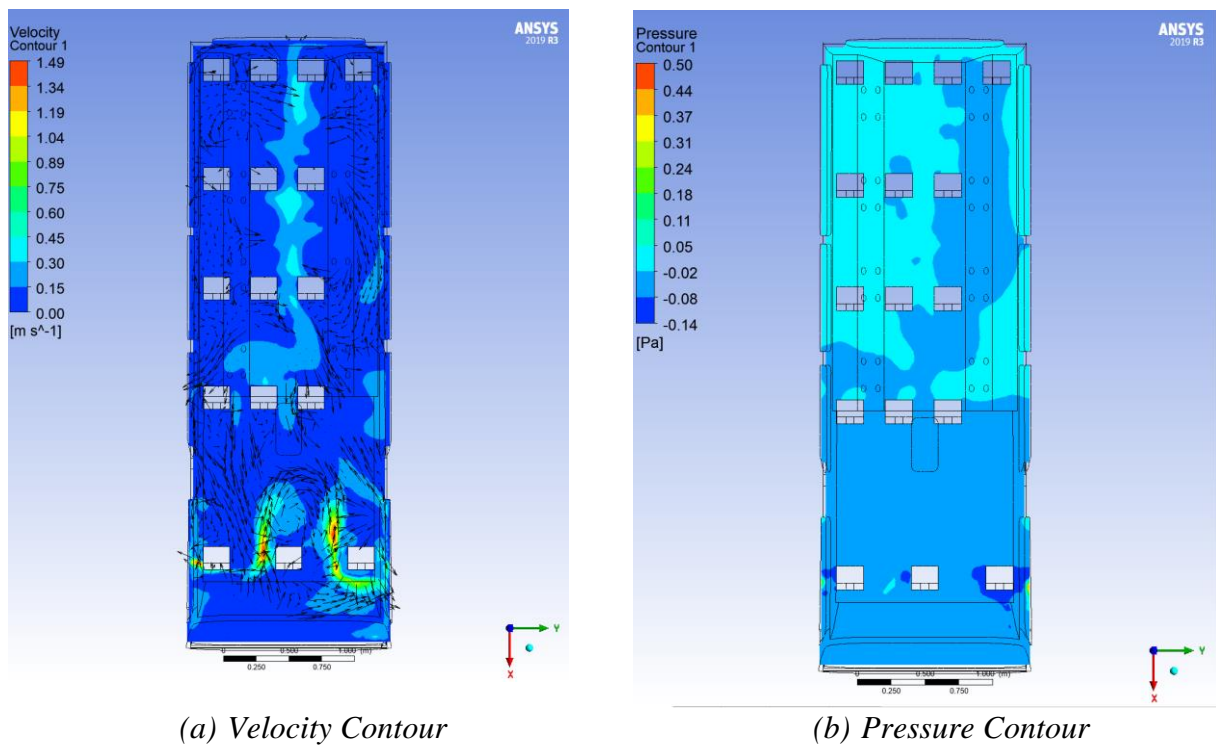 Velocity
Contour 1
1.49
1.34
1.19
1.04
0.89
0.75
0.60
0.45
0.30
0.15
0.00
[m s^-1]
ANSYS
2019 R3
0
0.500
1.000
(m)
0.250
0.750
Y
X
(a) Velocity Contour
Pressure
Contour 1
0.50
0.44
0.37
0.31
0.24
0.18
0.11
0.05
-0.02
-0.08
-0.14
[Pa]
ANSYS
2019 R3
0
0.500
1.000
(m)
0.250
0.750
Y
X
(b) Pressure Contour